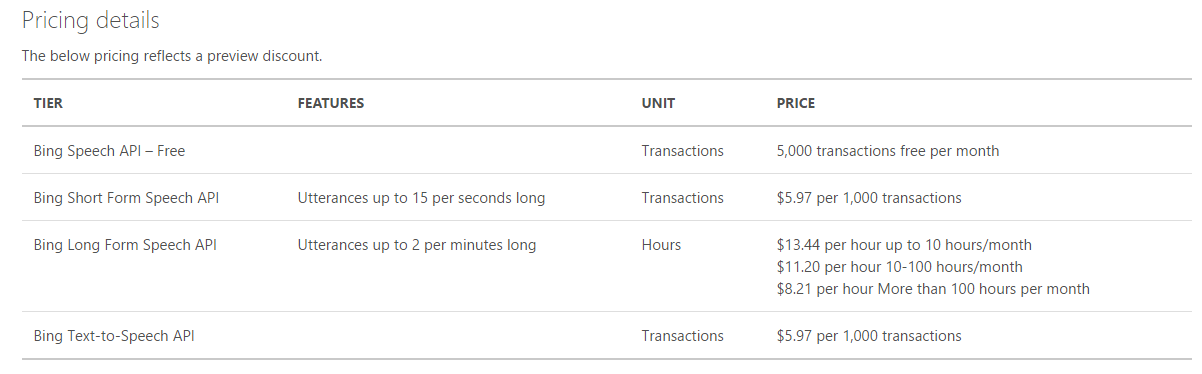 Pricing details
The below pricing reflects a preview discount.
TIER FEATURES UNIT PRICE
Bing Speech API – Free Transactions 5,000 transactions free per month
Bing Short Form Speech API Utterances up to 15 per seconds long Transactions $5.97 per 1,000 transactions
Bing Long Form Speech API Utterances up to 2 per minutes long Hours $13.44 per hour up to 10 hours/month
$11.20 per hour 10-100 hours/month
$8.21 per hour More than 100 hours per month
Bing Text-to-Speech API Transactions $5.97 per 1,000 transactions